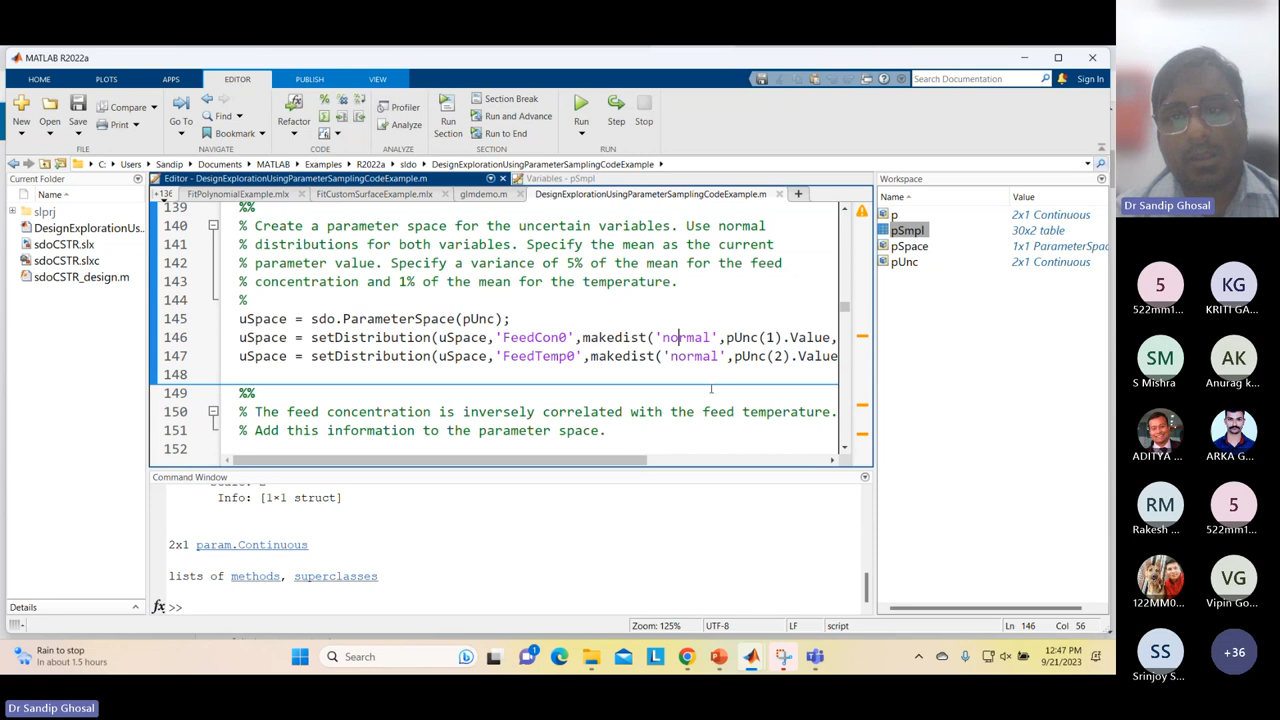 MATLAB R2022a
HOME PLOTS APPS EDITOR PUBLISH VIEW Search Documentation Sign In
New Open Save Compare Print Go To Find Bookmark Refactor Profiler Analyze Run Section Section Break Run and Advance Run to End Run Step Stop
FILE NAVIGATE CODE ANALYZE SECTION RUN
C: Users Sandip Documents MATLAB Examples R2022a sldo DesignExplorationUsingParameterSamplingCodeExample
Current Folder
Name
slprj
DesignExplorationUs...
sdoCSTR.slx
sdoCSTR.slxc
sdoCSTR_design.m
Details
Editor - DesignExplorationUsingParameterSamplingCodeExample.m Variables - pSmpl
+136 FitPolynomialExample.mlx FitCustomSurfaceExample.mlx glmdemo.m DesignExplorationUsingParameterSamplingCodeExample.m
139 %%
140 % Create a parameter space for the uncertain variables. Use normal
141 % distributions for both variables. Specify the mean as the current
142 % parameter value. Specify a variance of 5% of the mean for the feed
143 % concentration and 1% of the mean for the temperature.
144 %
145 uSpace = sdo.ParameterSpace(pUnc);
146 uSpace = setDistribution(uSpace,'FeedCon0',makedist('normal',pUnc(1).Value,
147 uSpace = setDistribution(uSpace,'FeedTemp0',makedist('normal',pUnc(2).Value
148
149 %%
150 % The feed concentration is inversely correlated with the feed temperature.
151 % Add this information to the parameter space.
152
Command Window
Info: [1×1 struct]
2x1 param.Continuous
lists of methods, superclasses
fx >>
Workspace
Name Value
p 2x1 Continuous
pSmpl 30x2 table
pSpace 1x1 ParameterSpac
pUnc 2x1 Continuous
Zoom: 125% UTF-8 LF script Ln 146 Col 56
Rain to stop
In about 1.5 hours
Search
12:47 PM
9/21/2023
Dr Sandip Ghosal
5 KG
522mm1... KRITI G...
SM AK
S Mishra Anurag k...
ADITYA ... ARKA G...
RM 5
Rakesh ... 522mm1...
VG
122MM0... Vipin Go...
SS +36
Srinjoy S...
Dr Sandip Ghosal